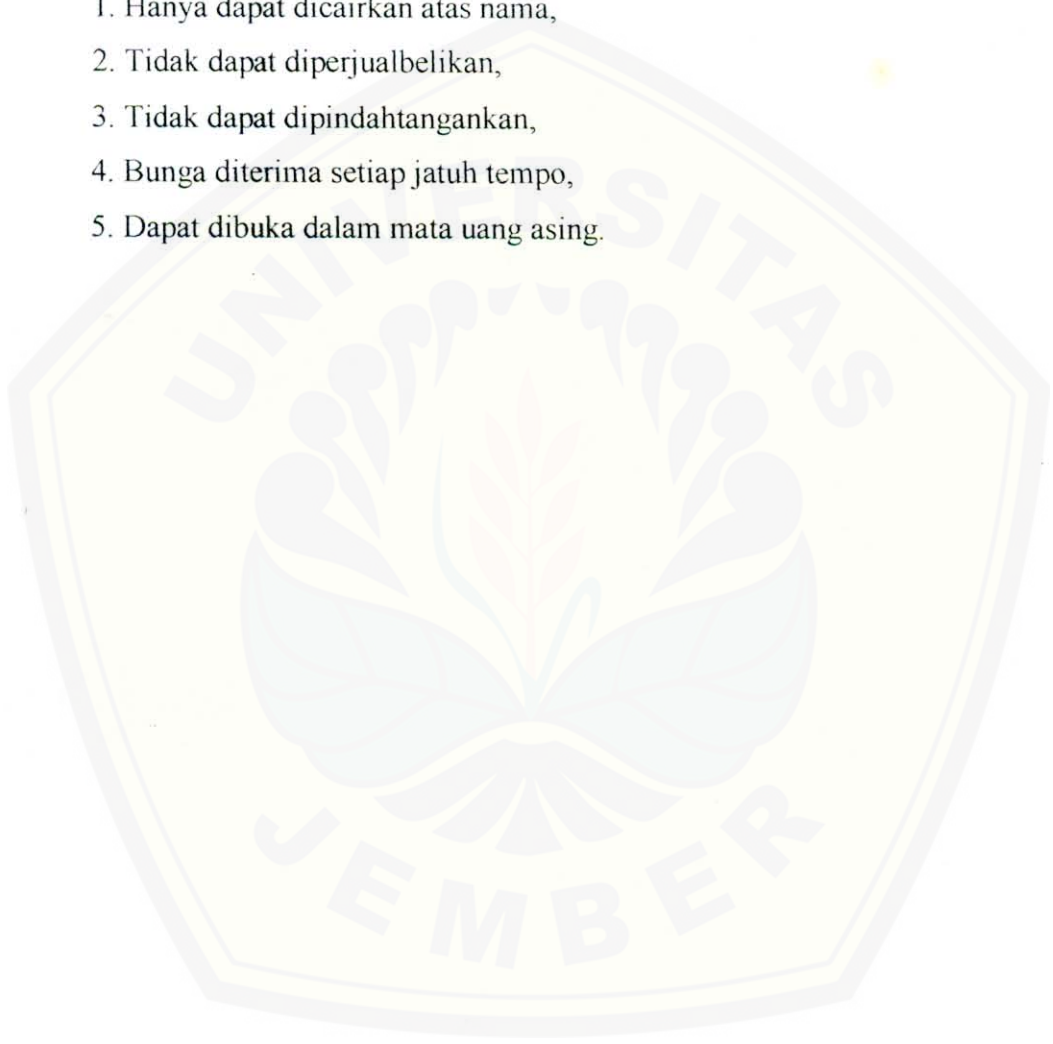 1. Hanya dapat dicairkan atas nama,
2. Tidak dapat diperjualbelikan,
3. Tidak dapat dipindahtangankan,
4. Bunga diterima setiap jatuh tempo,
5. Dapat dibuka dalam mata uang asing.
UNIVERSITAS
JEMBER